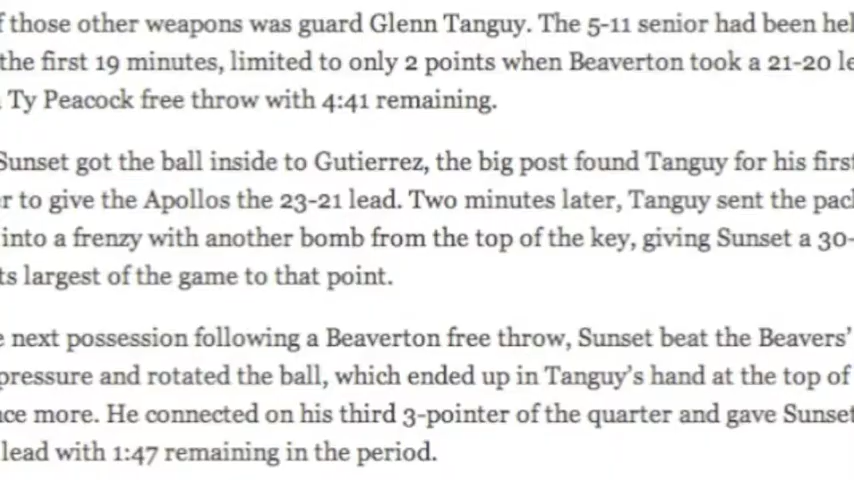 f those other weapons was guard Glenn Tanguy. The 5-11 senior had been hel
the first 19 minutes, limited to only 2 points when Beaverton took a 21-20 le
Ty Peacock free throw with 4:41 remaining.
Sunset got the ball inside to Gutierrez, the big post found Tanguy for his first
r to give the Apollos the 23-21 lead. Two minutes later, Tanguy sent the pac
into a frenzy with another bomb from the top of the key, giving Sunset a 30-
ts largest of the game to that point.
e next possession following a Beaverton free throw, Sunset beat the Beavers'
pressure and rotated the ball, which ended up in Tanguy's hand at the top of
nce more. He connected on his third 3-pointer of the quarter and gave Sunset
lead with 1:47 remaining in the period.